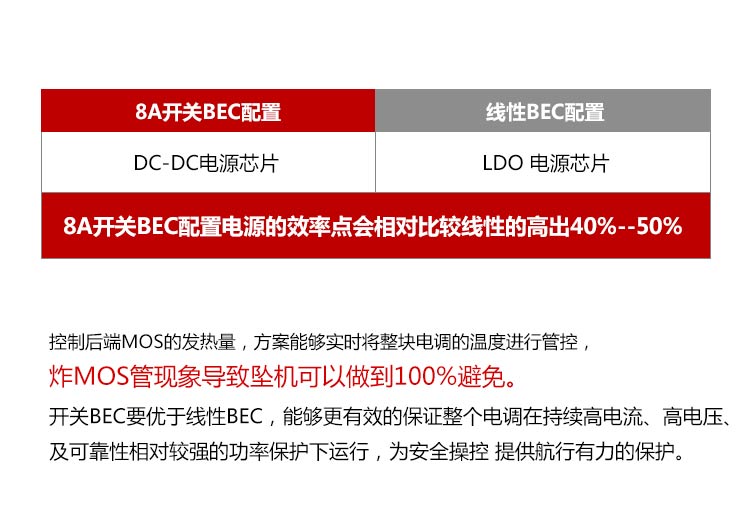 8A开关BEC配置
线性BEC配置
DC-DC电源芯片
LDO 电源芯片
8A开关BEC配置电源的效率点会相对比较线性的高出40%--50%
控制后端MOS的发热量，方案能够实时将整块电调的温度进行管控，
炸MOS管现象导致坠机可以做到100%避免。
开关BEC要优于线性BEC，能够更有效的保证整个电调在持续高电流、高电压、
及可靠性相对较强的功率保护下运行，为安全操控 提供航行有力的保护。